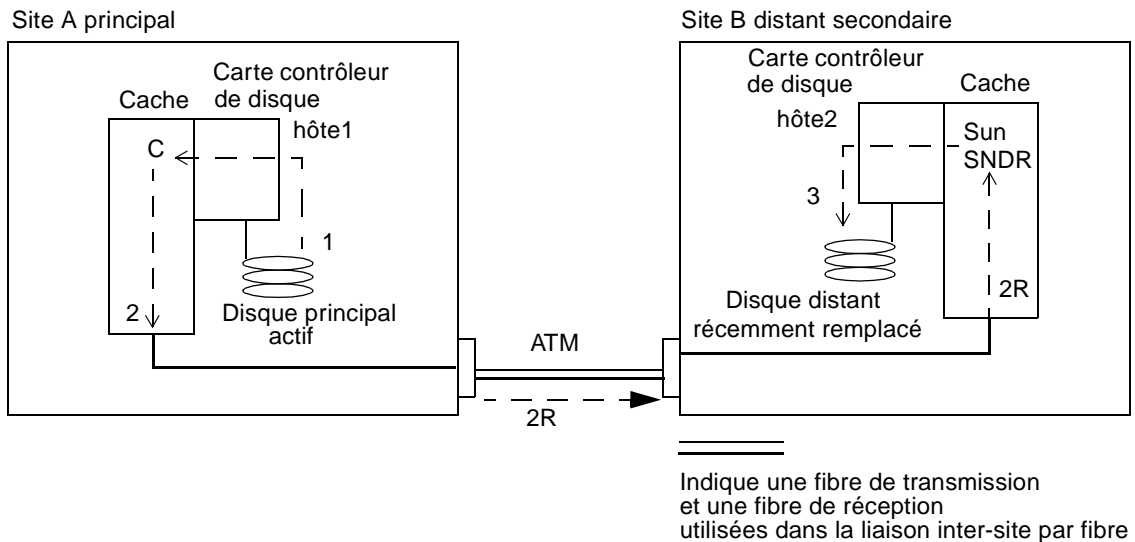 Site A principal
Site B distant secondaire
Carte contrôleur
de disque
Cache
hôte1
C
1
2
Disque principal
actif
ATM
2R
Carte contrôleur
de disque
Cache
hôte2
Sun
SNDR
3
2R
Disque distant
récemment remplacé
Indique une fibre de transmission
et une fibre de réception
utilisées dans la liaison inter-site par fibre